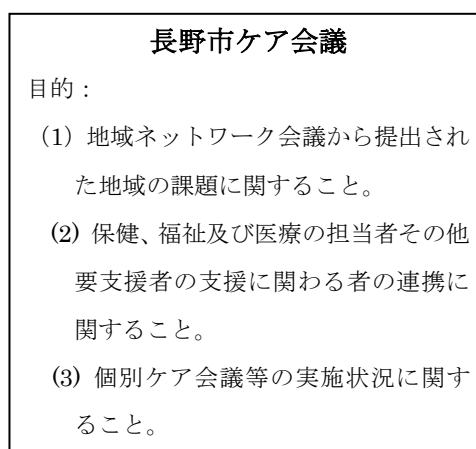 長野市ケア会議
目的：
（1）地域ネットワーク会議から提出され
た地域の課題に関すること。
(2) 保健、福祉及び医療の担当者その他
要支援者の支援に関わる者の連携に
関すること。
(3) 個別ケア会議等の実施状況に関す
ること。